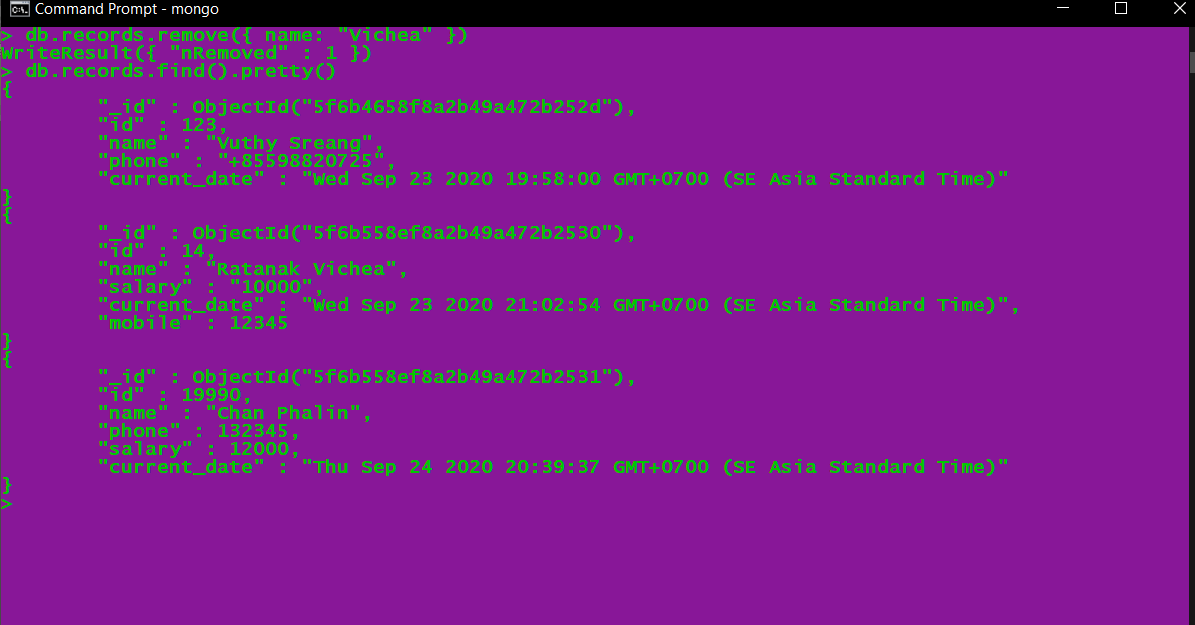 Command Prompt - mongo
> db.records.remove({ name: "Vichea" })
WriteResult({ "nRemoved" : 1 })
> db.records.find().pretty()
{
"_id" : ObjectId("5f6b4658f8a2b49a472b252d"),
"id" : 123,
"name" : "Vuthy Sreang",
"phone" : "+85598820725",
"current_date" : "Wed Sep 23 2020 19:58:00 GMT+0700 (SE Asia Standard Time)"
}
{
"_id" : ObjectId("5f6b558ef8a2b49a472b2530"),
"id" : 14,
"name" : "Ratanak Vichea",
"salary" : "10000",
"current_date" : "Wed Sep 23 2020 21:02:54 GMT+0700 (SE Asia Standard Time)",
"mobile" : 12345
}
{
"_id" : ObjectId("5f6b558ef8a2b49a472b2531"),
"id" : 19990,
"name" : "Chan Phalin",
"phone" : 132345,
"salary" : 12000,
"current_date" : "Thu Sep 24 2020 20:39:37 GMT+0700 (SE Asia Standard Time)"
}
>